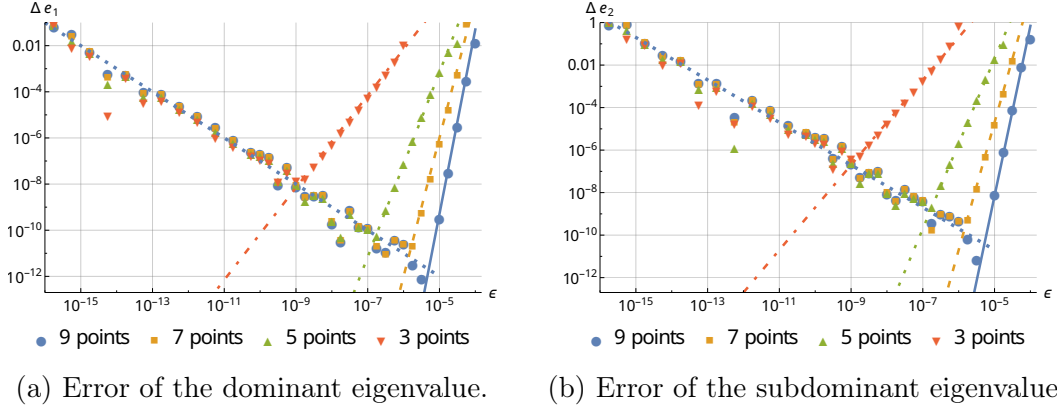 Δ e1
0.01
10−4
10−6
10−8
10−10
10−12
10−15 10−13 10−11 10−9 10−7 10−5 ϵ
9 points 7 points 5 points 3 points
(a) Error of the dominant eigenvalue.
Δ e2
1
0.01
10−4
10−6
10−8
10−10
10−12
10−15 10−13 10−11 10−9 10−7 10−5 ϵ
9 points 7 points 5 points 3 points
(b) Error of the subdominant eigenvalue